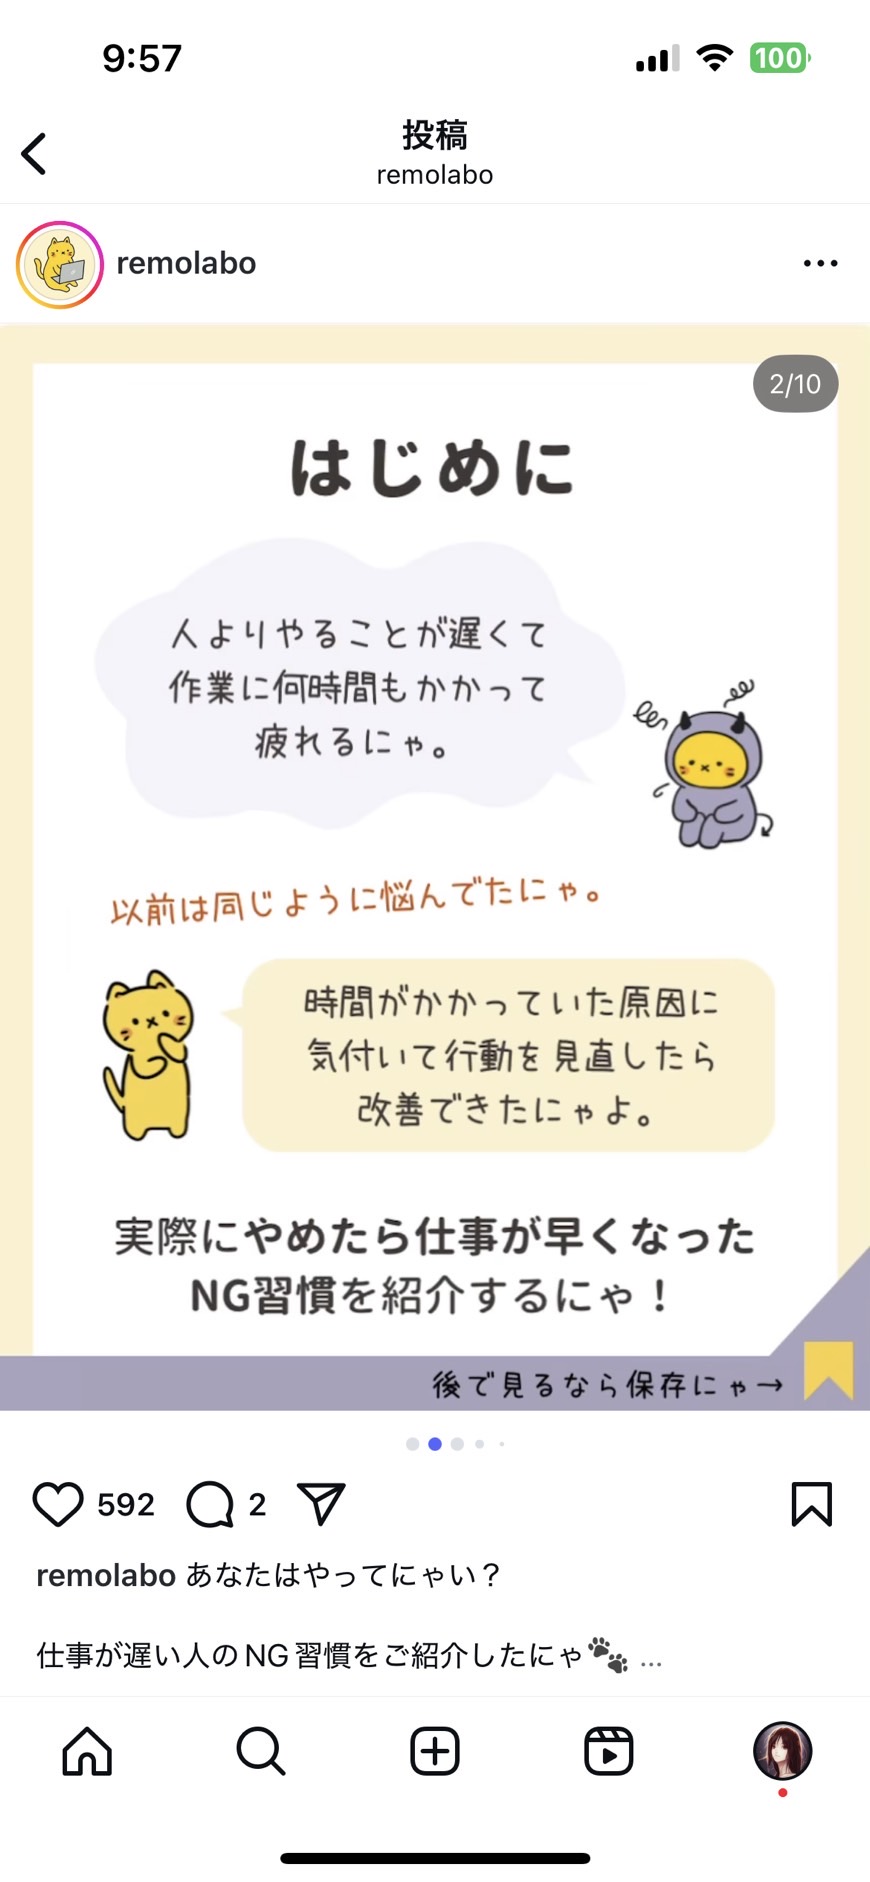 9:57
100
投稿
remolabo
remolabo
2/10
はじめに
人よりやることが遅くて
作業に何時間もかかって
疲れるにゃ。
以前は同じように悩んでたにゃ。
時間がかかっていた原因に
気付いて行動を見直したら
改善できたにゃよ。
実際にやめたら仕事が早くなった
NG習慣を紹介するにゃ！
後で見るなら保存にゃ→
592
2
remolabo あなたはやってにゃい？
仕事が遅い人のNG習慣をご紹介したにゃ🐾 ...